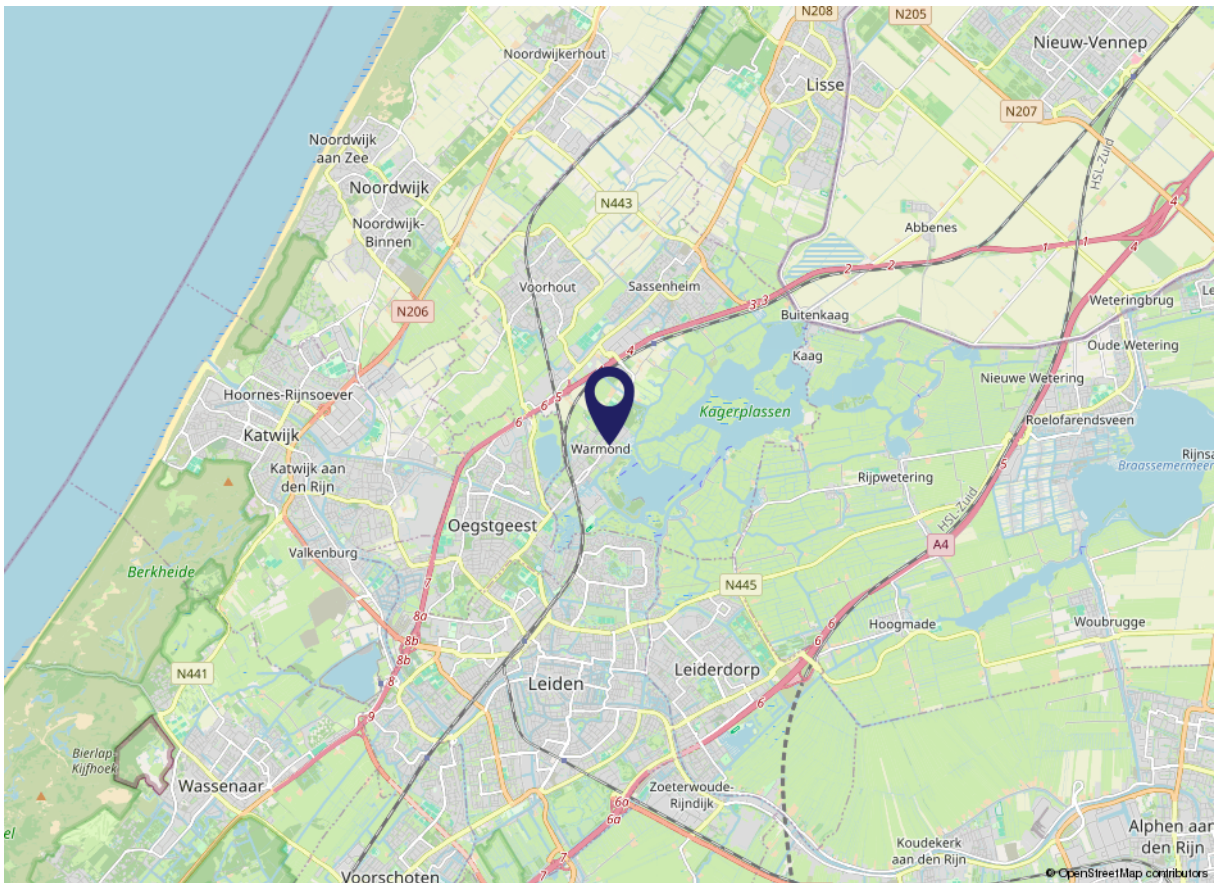 N208
N205
Nieuw-Vennep
Noordwijkerhout
Lisse
N207
Noordwijk
aan Zee
HSL-Zuid
Noordwijk
N443
4
Noordwijk-
Binnen
Abbenes
4
1
1
2
2
Voorhout
Sassenheim
3
3
Weteringbrug
Le
N206
Buitenkaag
Oude Wetering
4
Kaag
Nieuwe Wetering
5
Hoornes-Rijnsoever
6
Kagerplassen
Roelofarendsveen
6
Katwijk
Warmond
Rijnsa
5
Braassemermeer
Katwijk aan
den Rijn
Rijpwetering
HSL-Zuid
Oegstgeest
A4
Valkenburg
Berkheide
7
N445
8a
6
Hoogmade
Woubrugge
8b
6
8b
N441
Leiderdorp
8
Leiden
6
9
Bierlap-
Kijfhoek
Wassenaar
Zoeterwoude-
Rijndijk
6a
6a
el
Alphen aan
den Rijn
Koudekerk
aan den Rijn
7
7
Voorschoten
© OpenStreetMap contributors